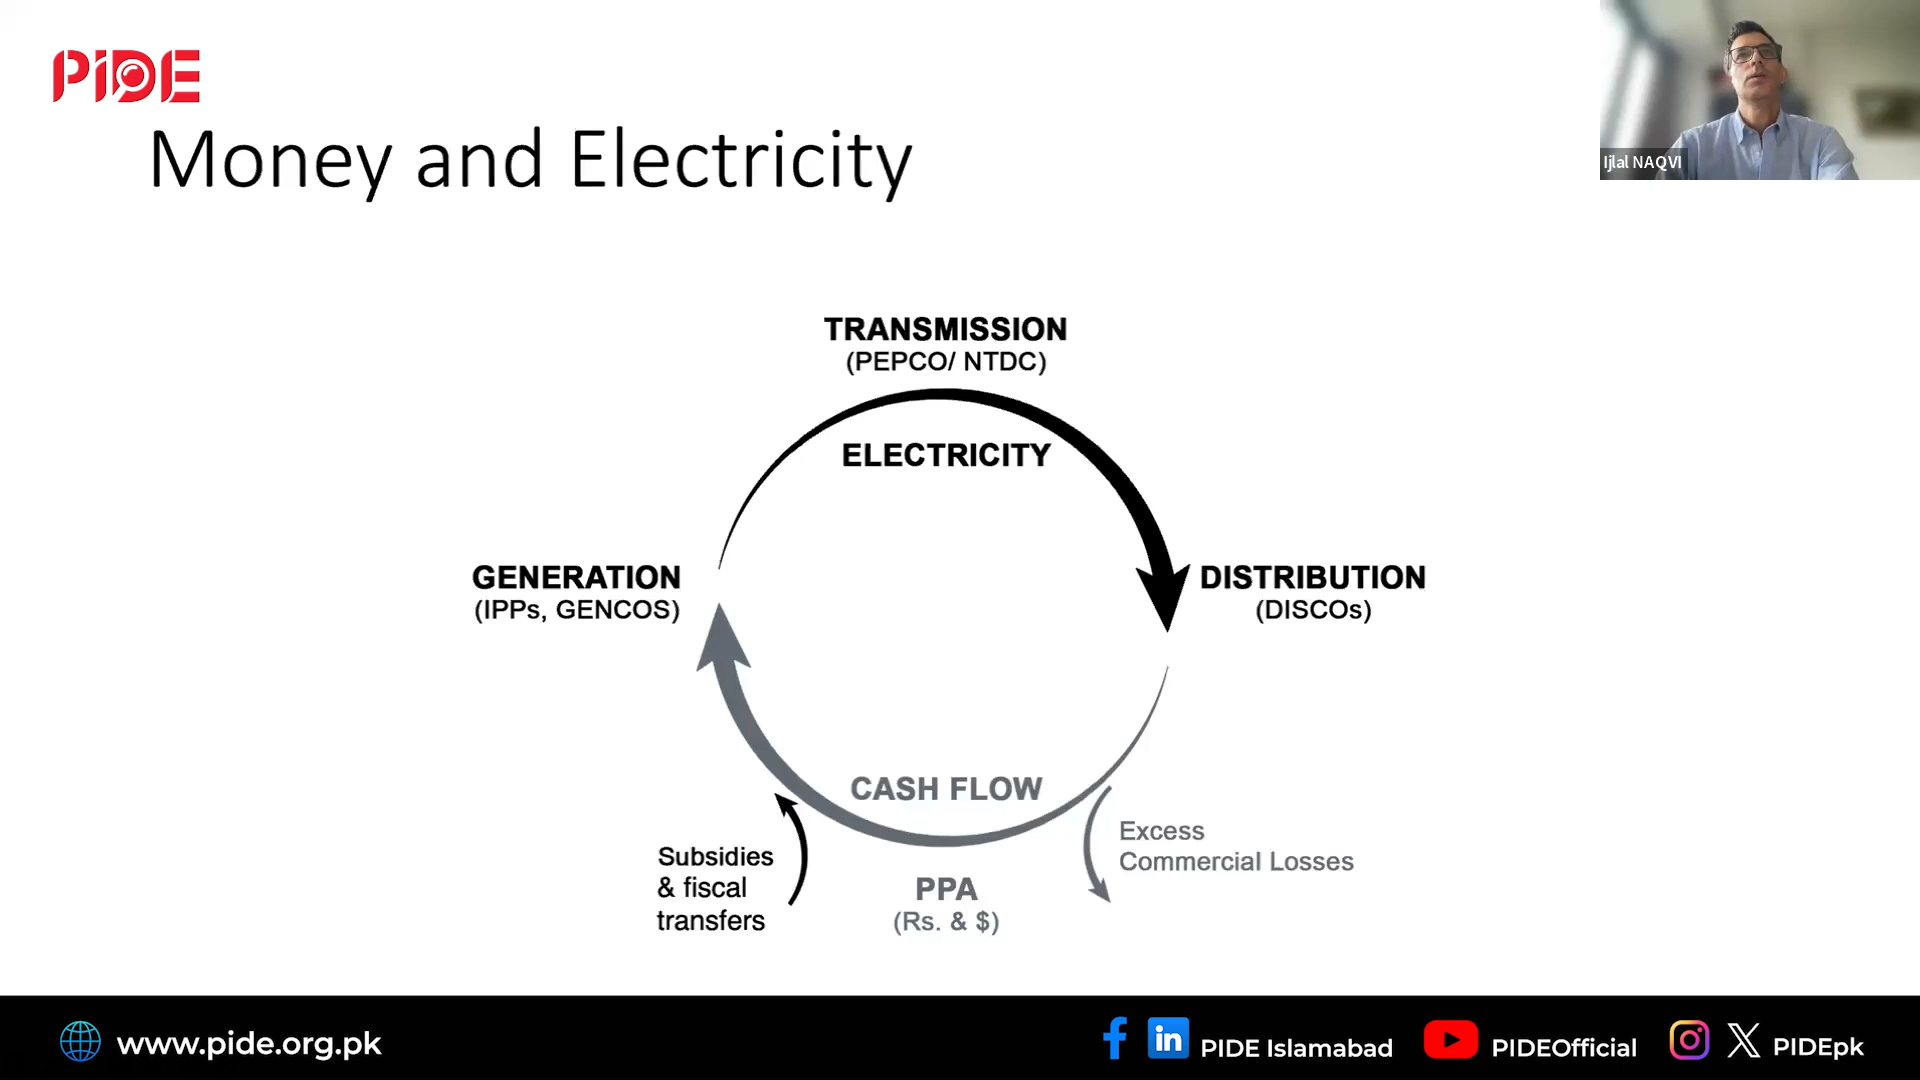 PiDE
Ijlal NAQVI
Money and Electricity
TRANSMISSION
(PEPCO/ NTDC)
ELECTRICITY
GENERATION
(IPPs, GENCOS)
DISTRIBUTION
(DISCOs)
CASH FLOW
Excess
Commercial Losses
Subsidies
& fiscal
transfers
PPA
(Rs. & $)
www.pide.org.pk
f in PIDE Islamabad PIDEOfficial X PIDEpk